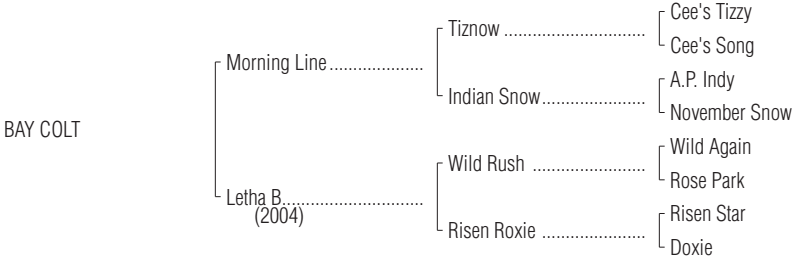 Cee's Tizzy
Tiznow ..............................
Cee's Song
Morning Line....................
A.P. Indy
Indian Snow......................
November Snow
BAY COLT
Wild Again
Wild Rush ........................
Rose Park
Letha B..............................
(2004)
Risen Star
Risen Roxie ......................
Doxie